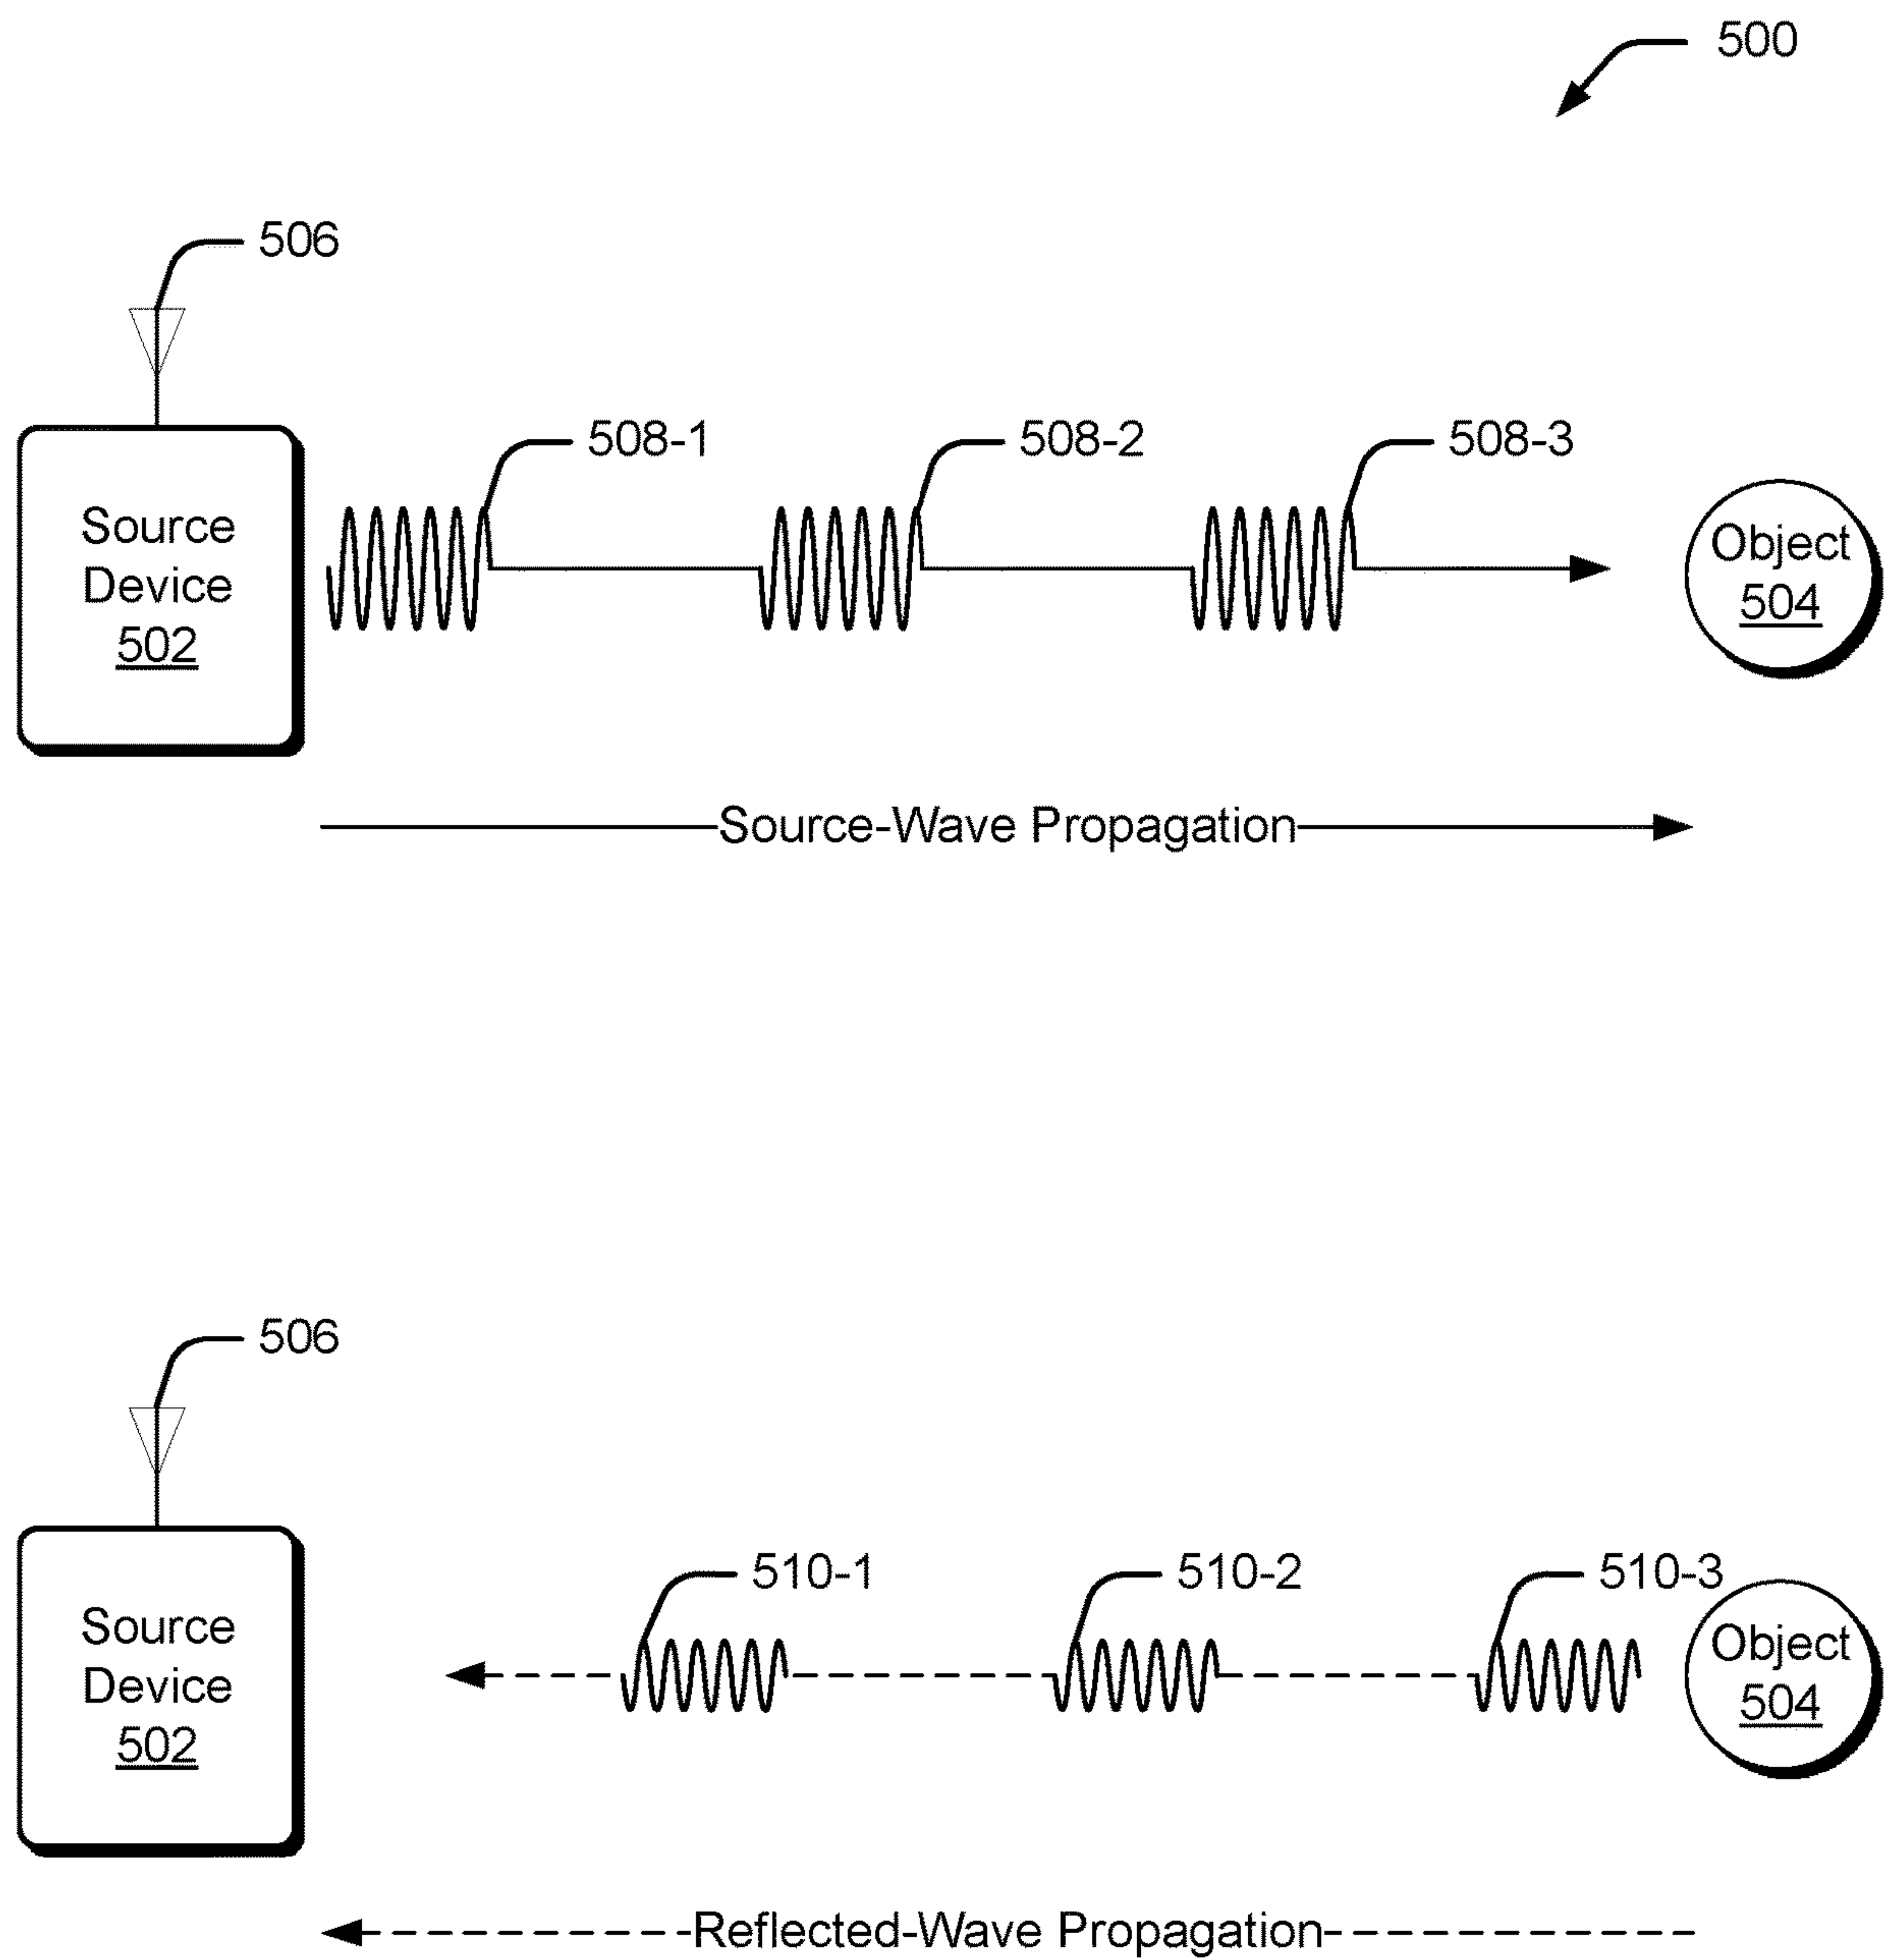 500
506
508-1
508-2
508-3
Source
Device
502
Object
504
Source-Wave Propagation
506
510-1
510-2
510-3
Source
Device
502
Object
504
Reflected-Wave Propagation